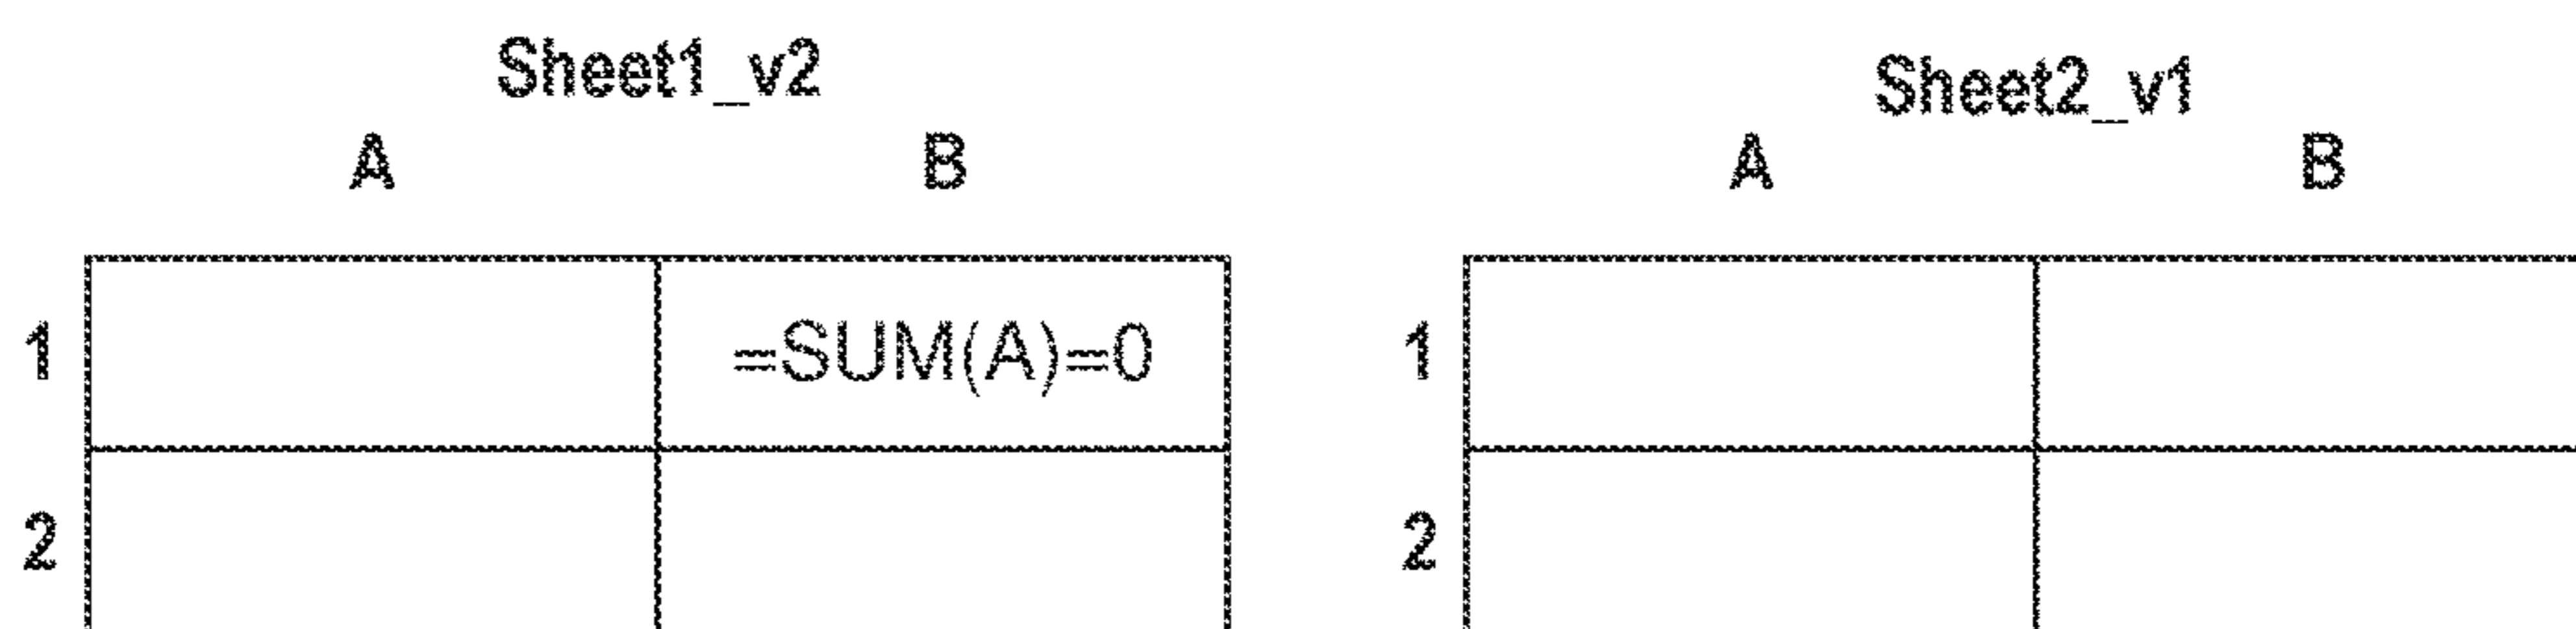 Sheet1_v2 Sheet2_v1
A B A B
1 =SUM(A)=0 1
2 2